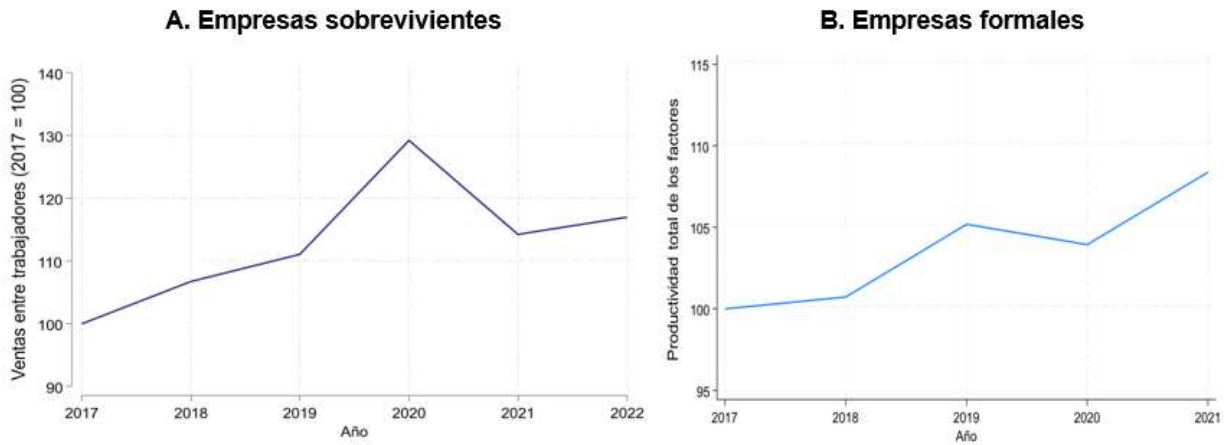 A. Empresas sobrevivientes
Ventas entre trabajadores (2017 = 100)
140
130
120
110
100
90
2017 2018 2019 2020 2021 2022
Año
B. Empresas formales
Productividad total de los factores
115
110
105
100
95
2017 2018 2019 2020 2021
Año